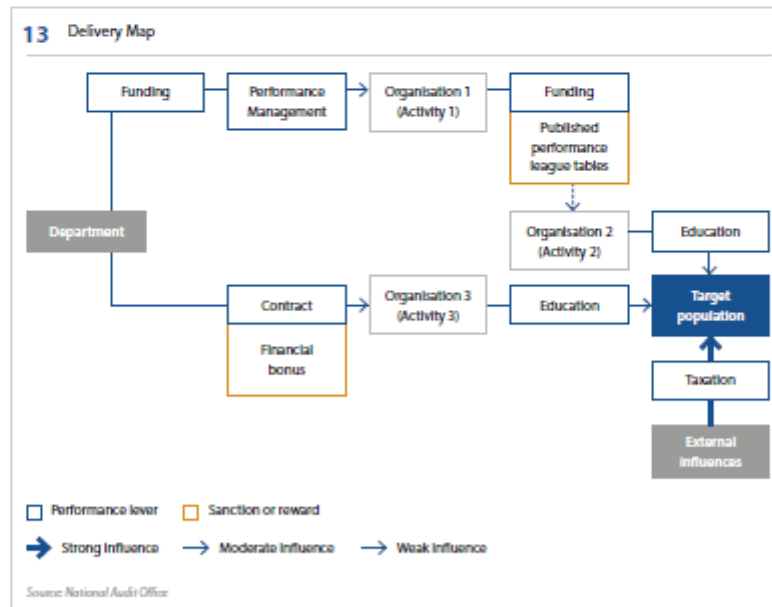 13 Delivery Map
Funding
Performance
Management
Organisation 1
(Activity 1)
Funding
Published
performance
league tables
Department
Organisation 2
(Activity 2)
Education
Contract
Financial
bonus
Organisation 3
(Activity 3)
Education
Target
population
Taxation
External
influences
Performance lever
Sanction or reward
Strong influence
Moderate influence
Weak influence
Source: National Audit Office